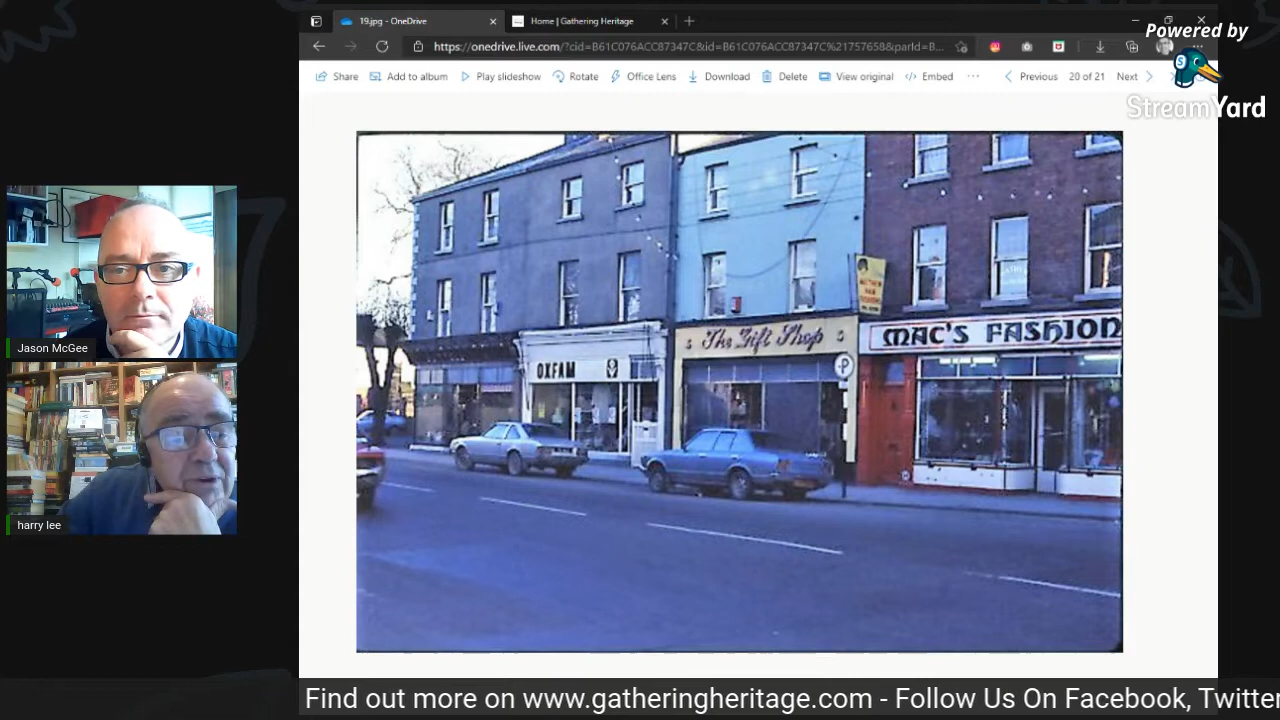 19.jpg - OneDrive
Home | Gathering Heritage
https://onedrive.live.com/?cid=B61C076ACC87347C&id=B61C076ACC87347C%21757658&parId=B...
Powered by
StreamYard
Share
Add to album
Play slideshow
Rotate
Office Lens
Download
Delete
View original
Embed
Previous
20 of 21
Next
OXFAM
The Gift Shop
P
MAC'S FASHION
Jason McGee
harry lee
Find out more on www.gatheringheritage.com - Follow Us On Facebook, Twitter